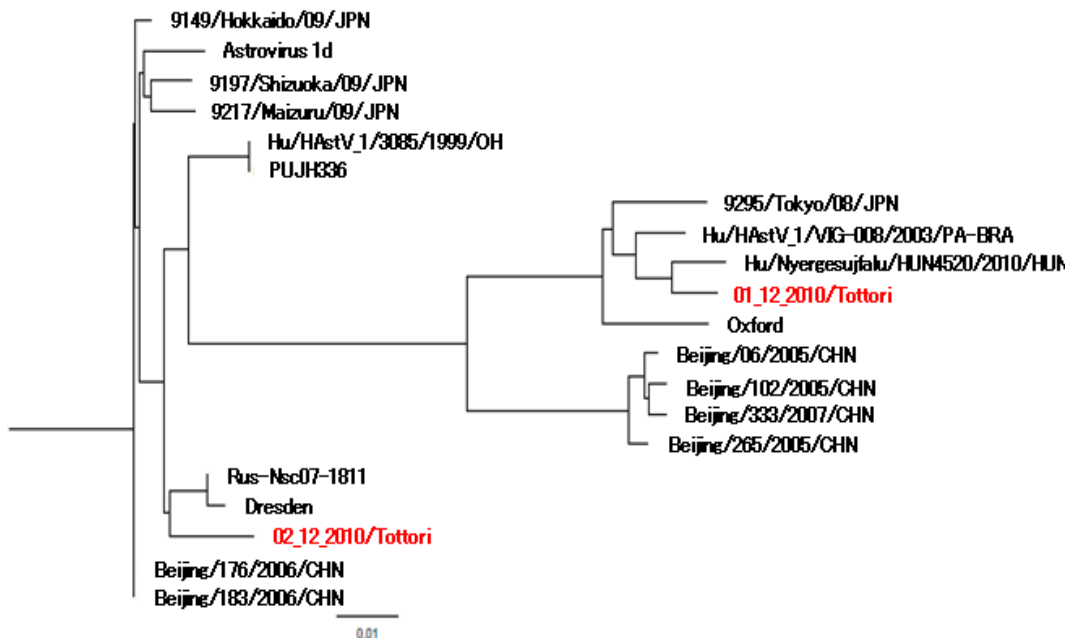 9149/Hokkaido/09/JPN
Astrovirus 1d
9197/Shizuoka/09/JPN
9217/Maizuru/09/JPN
Hu/HAstV_1/3085/1999/OH
PUJH336
9295/Tokyo/08/JPN
Hu/HAstV_1/VIG-008/2003/PA-BRA
Hu/Nyergesujfalu/HUN4520/2010/HUN
01_12_2010/Tottori
Oxford
Beijing/06/2005/CHN
Beijing/102/2005/CHN
Beijing/333/2007/CHN
Beijing/265/2005/CHN
Rus-Nsc07-1811
Dresden
02_12_2010/Tottori
Beijing/176/2006/CHN
Beijing/183/2006/CHN
0.01